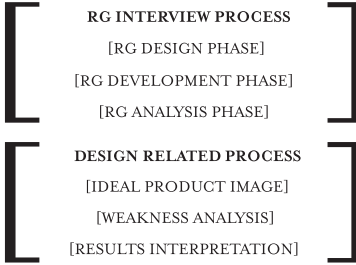 RG INTERVIEW PROCESS
[RG DESIGN PHASE]
[RG DEVELOPMENT PHASE]
[RG ANALYSIS PHASE]
DESIGN RELATED PROCESS
[IDEAL PRODUCT IMAGE]
[WEAKNESS ANALYSIS]
[RESULTS INTERPRETATION]